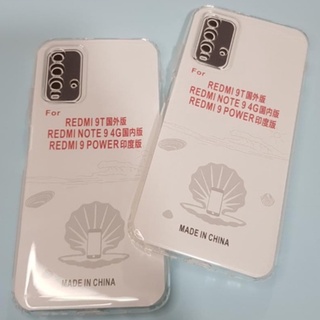 For
REDMI 9T国外版
REDMI NOTE 9 4G国内版
REDMI 9 POWER印度版
MADE IN CHINA
For
REDMI 9T国外版
REDMI NOTE 9 4G国内版
REDMI 9 POWER印度版
MADE IN CHINA